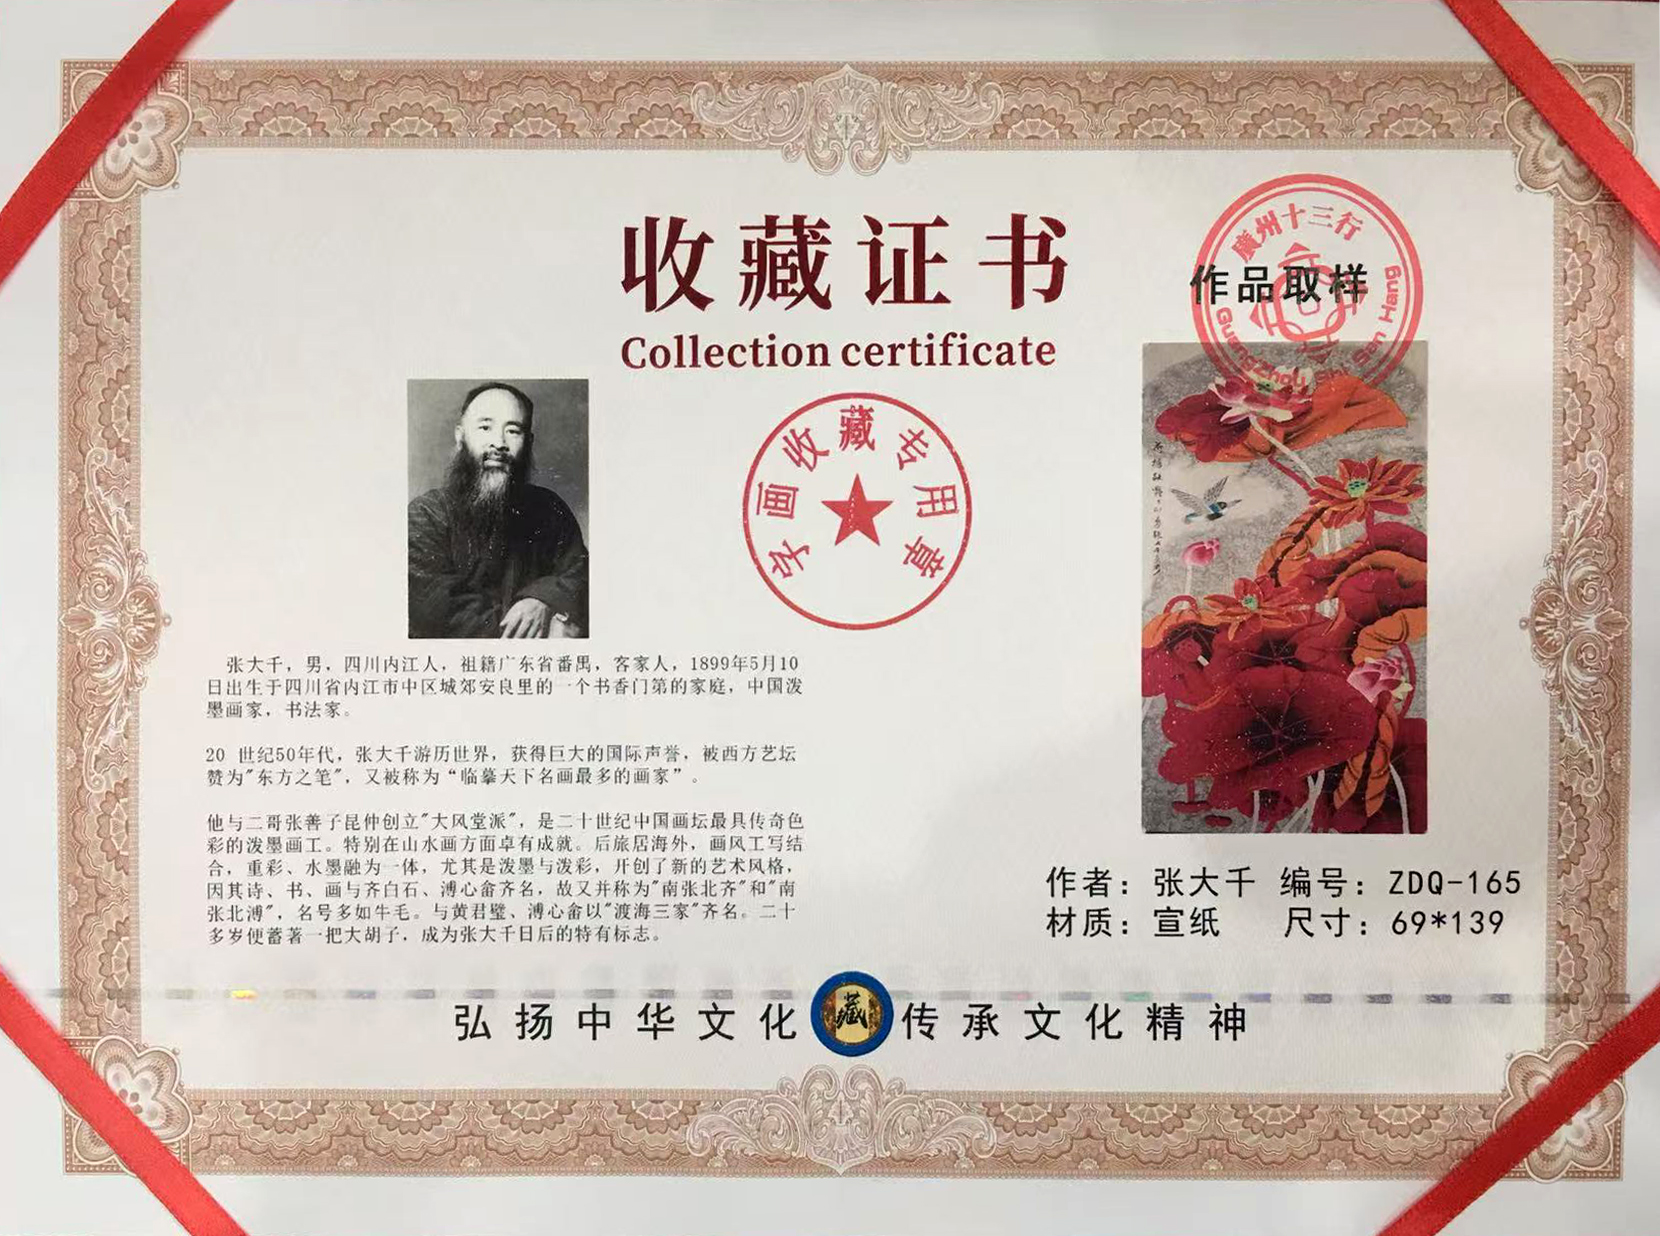 收藏证书
Collection certificate
廣州十三行
Guangzhou Shi San Hang
作品取样
字画收藏专用章
张大千，男，四川内江人，祖籍广东省番禺，客家人，1899年5月10
日出生于四川省内江市中区城郊安良里的一个书香门第的家庭，中国泼
墨画家，书法家。
20 世纪50年代，张大千游历世界，获得巨大的国际声誉，被西方艺坛
赞为"东方之笔"，又被称为“临摹天下名画最多的画家”。
他与二哥张善子昆仲创立"大风堂派"，是二十世纪中国画坛最具传奇色
彩的泼墨画工。特别在山水画方面卓有成就。后旅居海外，画风工写结
合，重彩、水墨融为一体，尤其是泼墨与泼彩，开创了新的艺术风格，
因其诗、书、画与齐白石、溥心畲齐名，故又并称为"南张北齐"和"南
张北溥"，名号多如牛毛。与黄君璧、溥心畲以"渡海三家"齐名。二十
多岁便蓄著一把大胡子，成为张大千日后的特有标志。
作者：张大千 编号：ZDQ-165
材质：宣纸 尺寸：69*139
弘扬中华文化 藏 传承文化精神